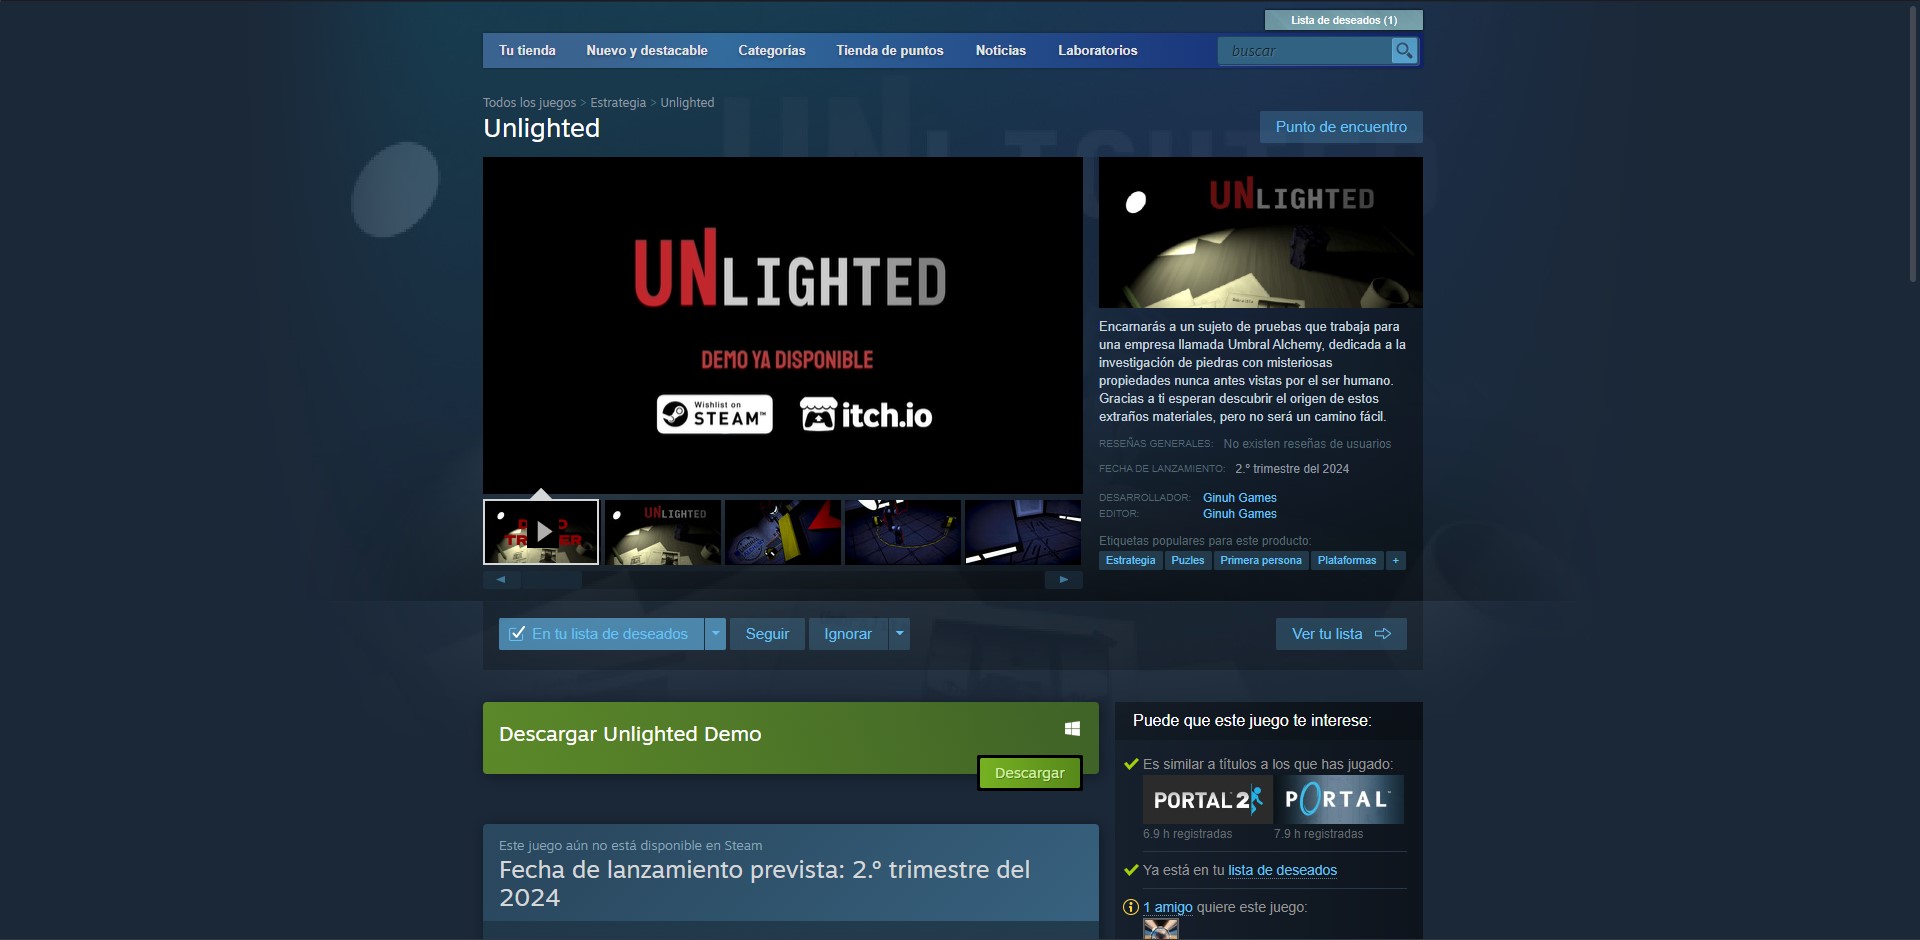 Lista de deseados (1)
Tu tienda
Nuevo y destacable
Categorías
Tienda de puntos
Noticias
Laboratorios
buscar
Todos los juegos > Estrategia > Unlighted
Unlighted
Punto de encuentro
UNLIGHTED
UNLIGHTED
DEMO YA DISPONIBLE
Wishlist on
STEAM™
itch.io
UNLIGHTED
Encarnarás a un sujeto de pruebas que trabaja para
una empresa llamada Umbral Alchemy, dedicada a la
investigación de piedras con misteriosas
propiedades nunca antes vistas por el ser humano.
Gracias a ti esperan descubrir el origen de estos
extraños materiales, pero no será un camino fácil.
RESEÑAS GENERALES: No existen reseñas de usuarios
FECHA DE LANZAMIENTO: 2.º trimestre del 2024
DESARROLLADOR: Ginuh Games
EDITOR: Ginuh Games
Etiquetas populares para este producto:
Estrategia
Puzles
Primera persona
Plataformas
+
UNLIGHTED
En tu lista de deseados
Seguir
Ignorar
Ver tu lista
Descargar Unlighted Demo
Descargar
Este juego aún no está disponible en Steam
Fecha de lanzamiento prevista: 2.º trimestre del
2024
Puede que este juego te interese:
Es similar a títulos a los que has jugado:
PORTAL 2
PORTAL™
6.9 h registradas
7.9 h registradas
Ya está en tu lista de deseados
1 amigo quiere este juego: